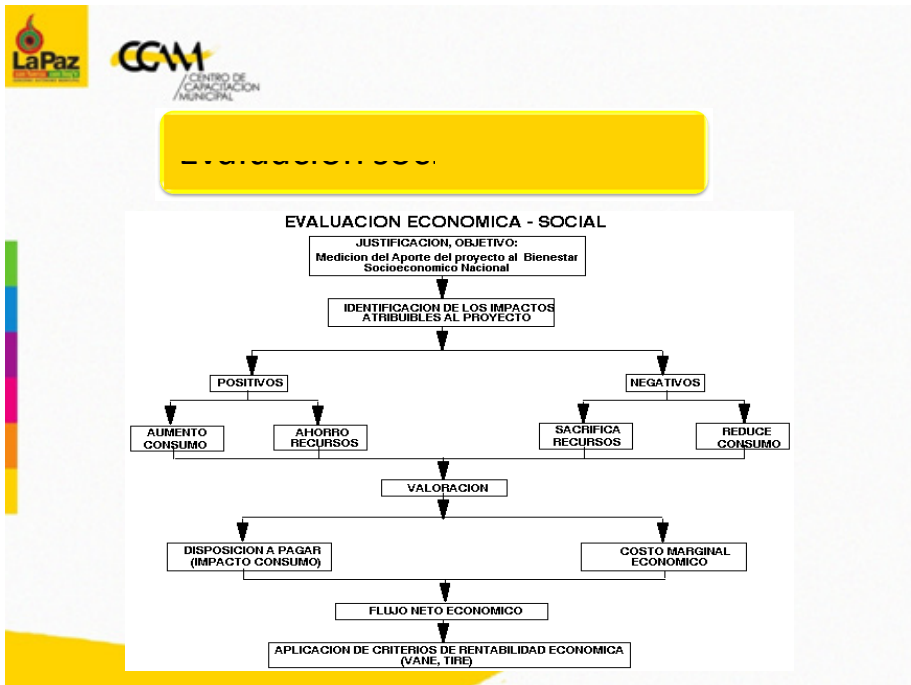 LaPaz
CCAM
CENTRO DE
CAPACITACION
MUNICIPAL
EVALUACION ECONOMICA - SOCIAL
JUSTIFICACION, OBJETIVO:
Medicion del Aporte del proyecto al Bienestar
Socioeconomico Nacional
IDENTIFICACION DE LOS IMPACTOS
ATRIBUIBLES AL PROYECTO
POSITIVOS
NEGATIVOS
AUMENTO
CONSUMO
AHORRO
RECURSOS
SACRIFICA
RECURSOS
REDUCE
CONSUMO
VALORACION
DISPOSICION A PAGAR
(IMPACTO CONSUMO)
COSTO MARGINAL
ECONOMICO
FLUJO NETO ECONOMICO
APLICACION DE CRITERIOS DE RENTABILIDAD ECONOMICA
(VANE, TIRE)